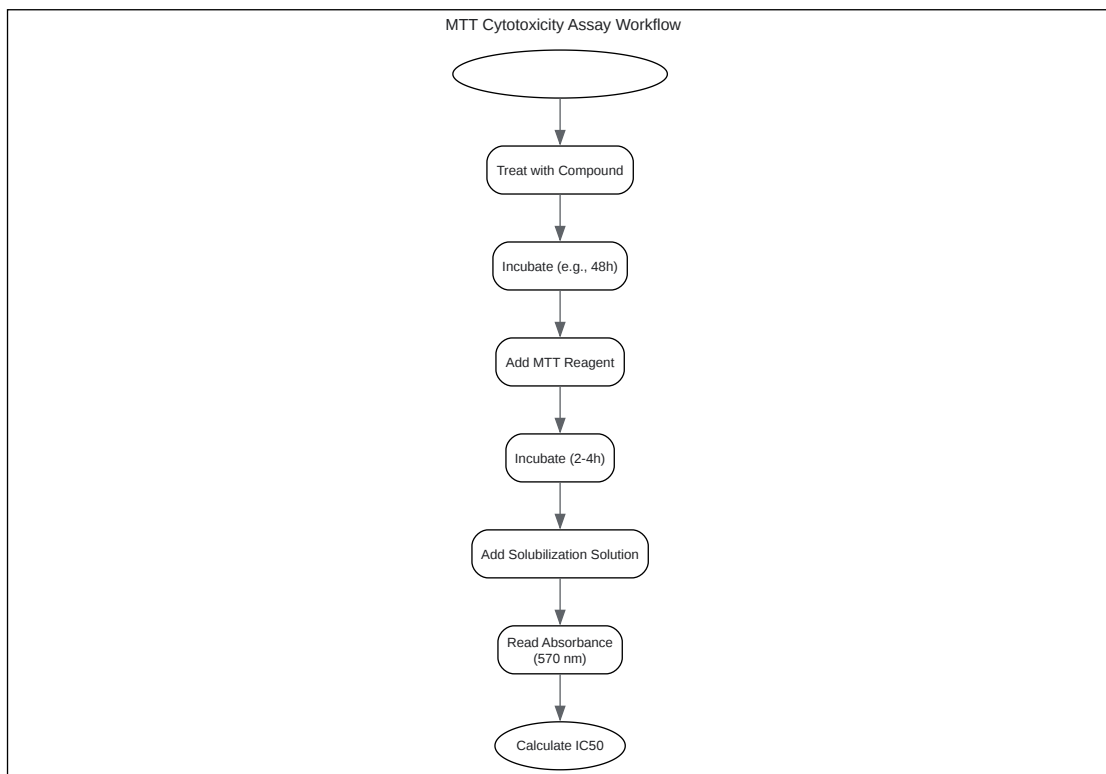 MTT Cytotoxicity Assay Workflow
Treat with Compound
Incubate (e.g., 48h)
Add MTT Reagent
Incubate (2-4h)
Add Solubilization Solution
Read Absorbance
(570 nm)
Calculate IC50